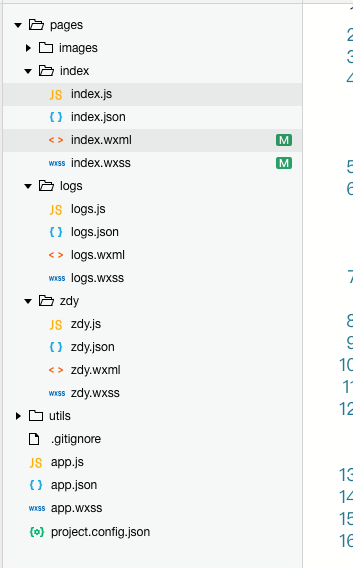 pages
images
index
JS index.js
{ } index.json
< > index.wxml M
wxss index.wxss M
logs
JS logs.js
{ } logs.json
< > logs.wxml
wxss logs.wxss
zdy
JS zdy.js
{ } zdy.json
< > zdy.wxml
wxss zdy.wxss
utils
.gitignore
JS app.js
{ } app.json
wxss app.wxss
{o} project.config.json
2
3
4
5
6
7
8
9
10
11
12
13
14
15
16